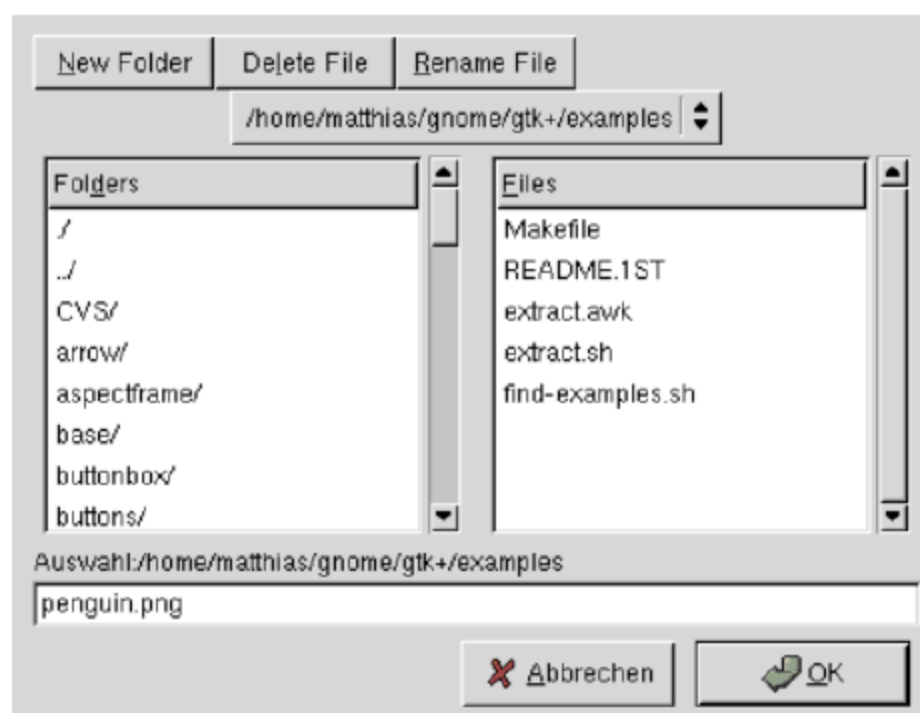 New Folder Delete File Rename File
/home/matthias/gnome/gtk+/examples
Folders
./
../
CVS/
arrow/
aspectframe/
base/
buttonbox/
buttons/
Files
Makefile
README.1ST
extract.awk
extract.sh
find-examples.sh
Auswahl:/home/matthias/gnome/gtk+/examples
penguin.png
Abbrechen OK